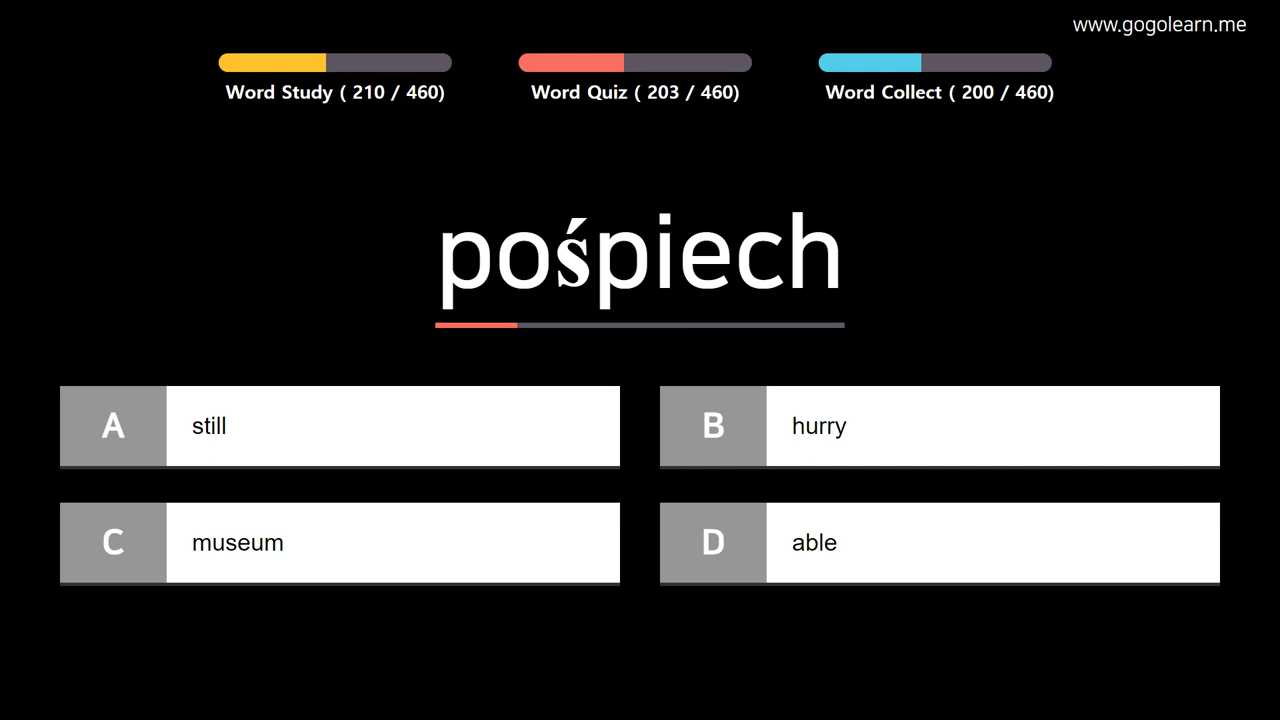 www.gogolearn.me
Word Study ( 210 / 460)
Word Quiz ( 203 / 460)
Word Collect ( 200 / 460)
pośpiech
A still
B hurry
C museum
D able